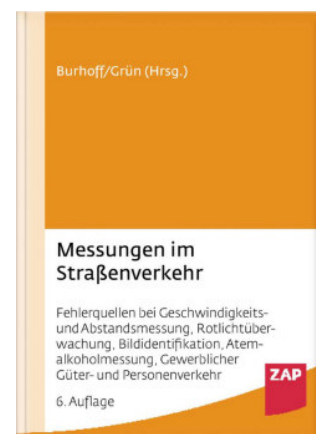 Burhoff/Grün (Hrsg.)
Messungen im
Straßenverkehr
Fehlerquellen bei Geschwindigkeits-
und Abstandsmessung, Rotlichtüber-
wachung, Bildidentifikation, Atem-
alkoholmessung, Gewerblicher
Güter- und Personenverkehr
ZAP
6. Auflage